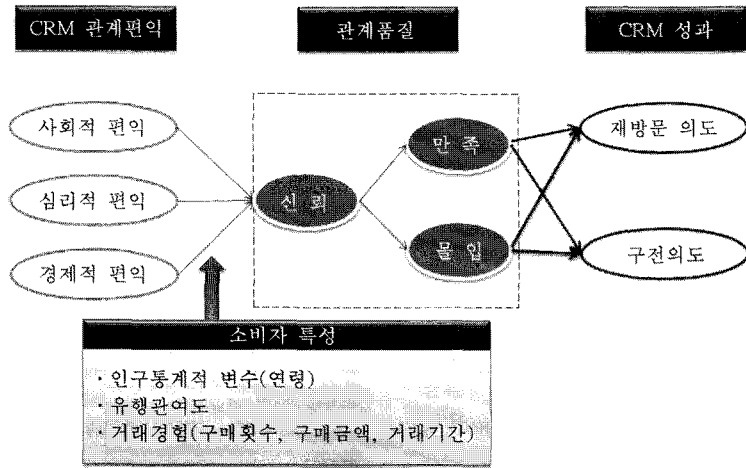 CRM 관계편익
관계품질
CRM 성과
사회적 편익
심리적 편익
경제적 편익
신 뢰
만 족
몰 입
재방문 의도
구전의도
소비자 특성
· 인구통계적 변수(연령)
· 유행관여도
· 거래경험(구매횟수, 구매금액, 거래기간)